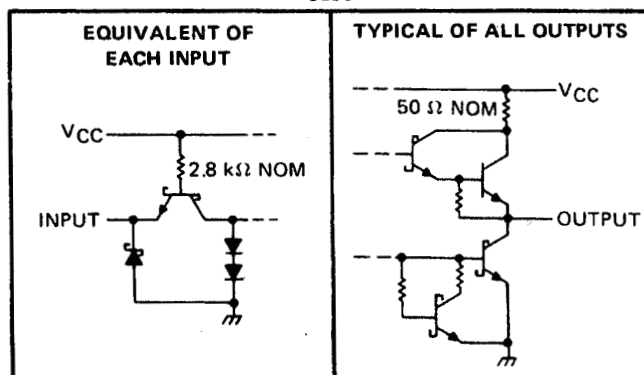 EQUIVALENT OF
EACH INPUT
VCC
2.8 kΩ NOM
INPUT
TYPICAL OF ALL OUTPUTS
VCC
50 Ω NOM
OUTPUT